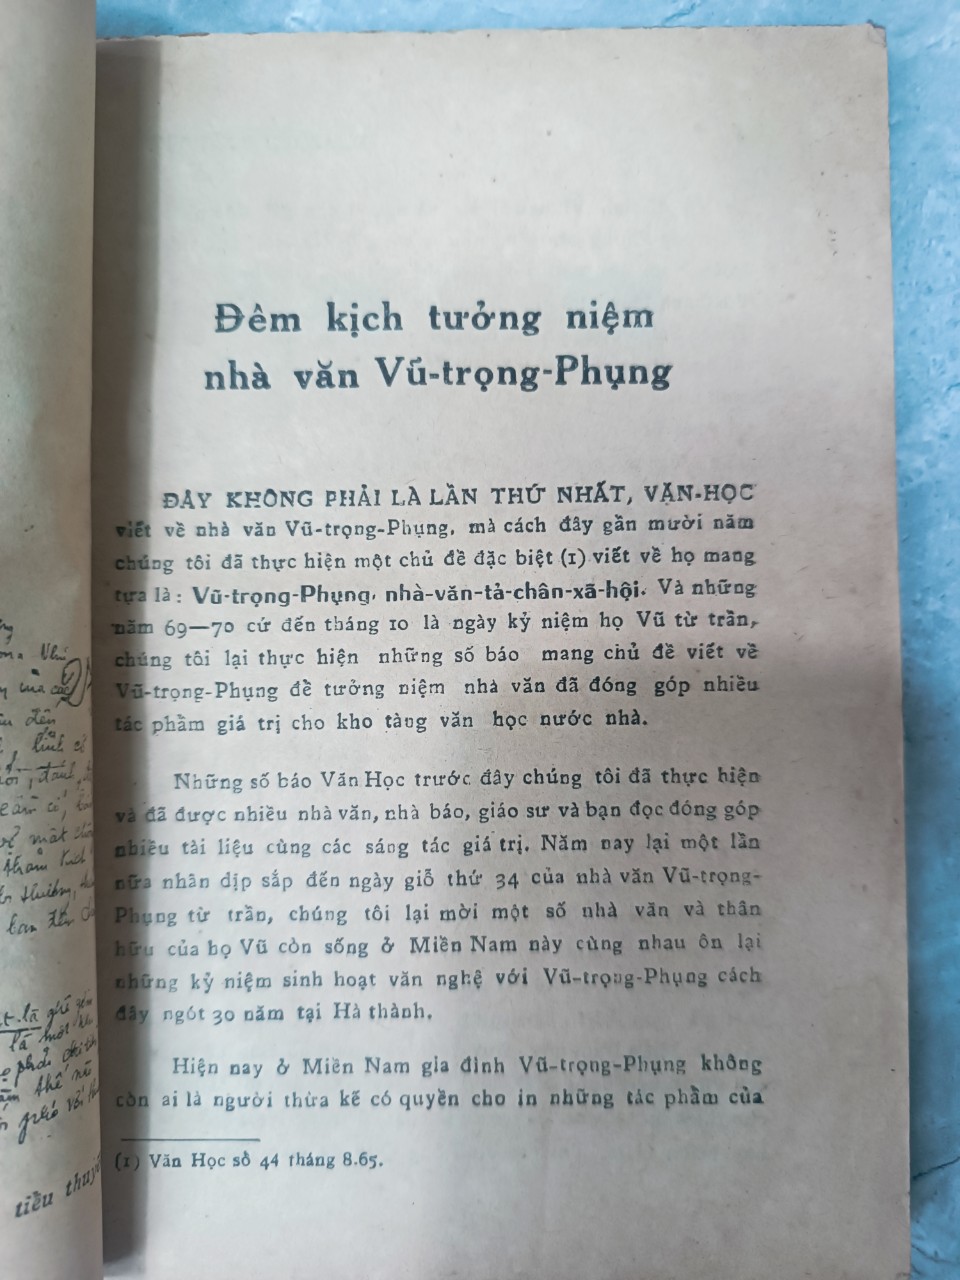 Đêm kịch tưởng niệm
nhà văn Vũ-trọng-Phụng
ĐÂY KHÔNG PHẢI LÀ LẦN THỨ NHẤT, VĂN-HỌC
viết về nhà văn Vũ-trọng-Phụng, mà cách đây gần mười năm
chúng tôi đã thực hiện một chủ đề đặc biệt (1) viết về họ mang
tựa là : Vũ-trọng-Phụng, nhà-văn-tả-chân-xã-hội. Và những
năm 69—70 cứ đến tháng 10 là ngày kỷ niệm họ Vũ từ trần,
chúng tôi lại thực hiện những số báo mang chủ đề viết về
Vũ-trọng-Phụng để tưởng niệm nhà văn đã đóng góp nhiều
tác phẩm giá trị cho kho tàng văn học nước nhà.
Những số báo Văn Học trước đây chúng tôi đã thực hiện
và đã được nhiều nhà văn, nhà báo, giáo sư và bạn đọc đóng góp
nhiều tài liệu cùng các sáng tác giá trị. Năm nay lại một lần
nữa nhân dịp sắp đến ngày giỗ thứ 34 của nhà văn Vũ-trọng-
Phụng từ trần, chúng tôi lại mời một số nhà văn và thân
hữu của họ Vũ còn sống ở Miền Nam này cùng nhau ôn lại
những kỷ niệm sinh hoạt văn nghệ với Vũ-trọng-Phụng cách
đây ngót 30 năm tại Hà thành.
Hiện nay ở Miền Nam gia đình Vũ-trọng-Phụng không
còn ai là người thừa kế có quyền cho in những tác phẩm của
(1) Văn Học số 44 tháng 8.65.
tiểu thuyết